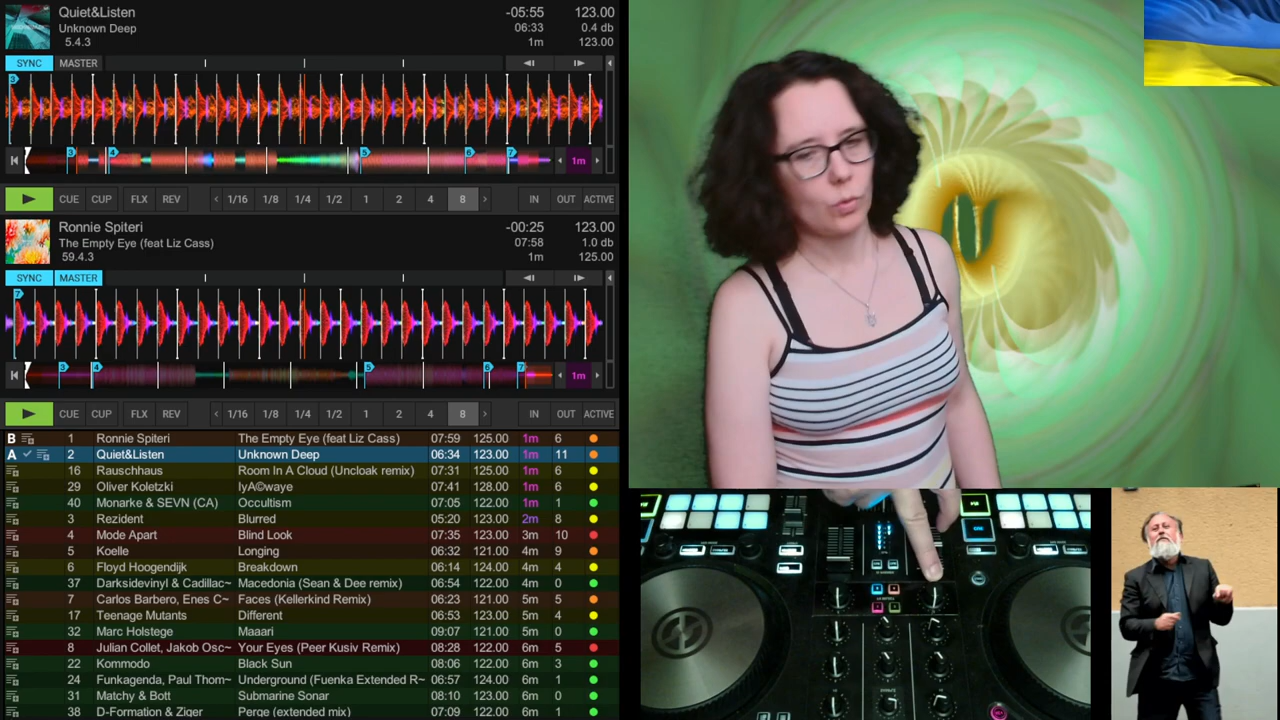 Quiet&Listen -05:55 123.00
Unknown Deep 06:33 0.4 db
5.4.3 1m 123.00
SYNC MASTER
3
3 4 5 6 7 1m
CUE CUP FLX REV 1/16 1/8 1/4 1/2 1 2 4 8 IN OUT ACTIVE
Ronnie Spiteri -00:25 123.00
The Empty Eye (feat Liz Cass) 07:58 1.0 db
59.4.3 1m 125.00
SYNC MASTER
7
3 4 5 6 7 1m
CUE CUP FLX REV 1/16 1/8 1/4 1/2 1 2 4 8 IN OUT ACTIVE
B 1 Ronnie Spiteri The Empty Eye (feat Liz Cass) 07:59 125.00 1m 6
A 2 Quiet&Listen Unknown Deep 06:34 123.00 1m 11
16 Rauschhaus Room In A Cloud (Uncloak remix) 07:31 125.00 1m 6
29 Oliver Koletzki IyA©waye 07:41 128.00 1m 6
40 Monarke & SEVN (CA) Occultism 07:05 122.00 1m 1
3 Rezident Blurred 05:20 123.00 2m 8
4 Mode Apart Blind Look 07:35 123.00 3m 10
5 Koelle Longing 06:32 121.00 4m 9
6 Floyd Hoogendijk Breakdown 06:14 124.00 4m 4
37 Darksidevinyl & Cadillac~ Macedonia (Sean & Dee remix) 06:54 122.00 4m 0
7 Carlos Barbero, Enes C~ Faces (Kellerkind Remix) 06:23 121.00 5m 5
17 Teenage Mutants Different 06:53 123.00 5m 4
32 Marc Holstege Maaari 09:07 121.00 5m 0
8 Julian Collet, Jakob Osc~ Your Eyes (Peer Kusiv Remix) 08:28 122.00 6m 5
22 Kommodo Black Sun 08:06 122.00 6m 3
24 Funkagenda, Paul Thom~ Underground (Fuenka Extended R~ 06:57 124.00 6m 1
31 Matchy & Bott Submarine Sonar 08:10 123.00 6m 0
38 D-Formation & Ziger Perge (extended mix) 07:09 122.00 6m 1